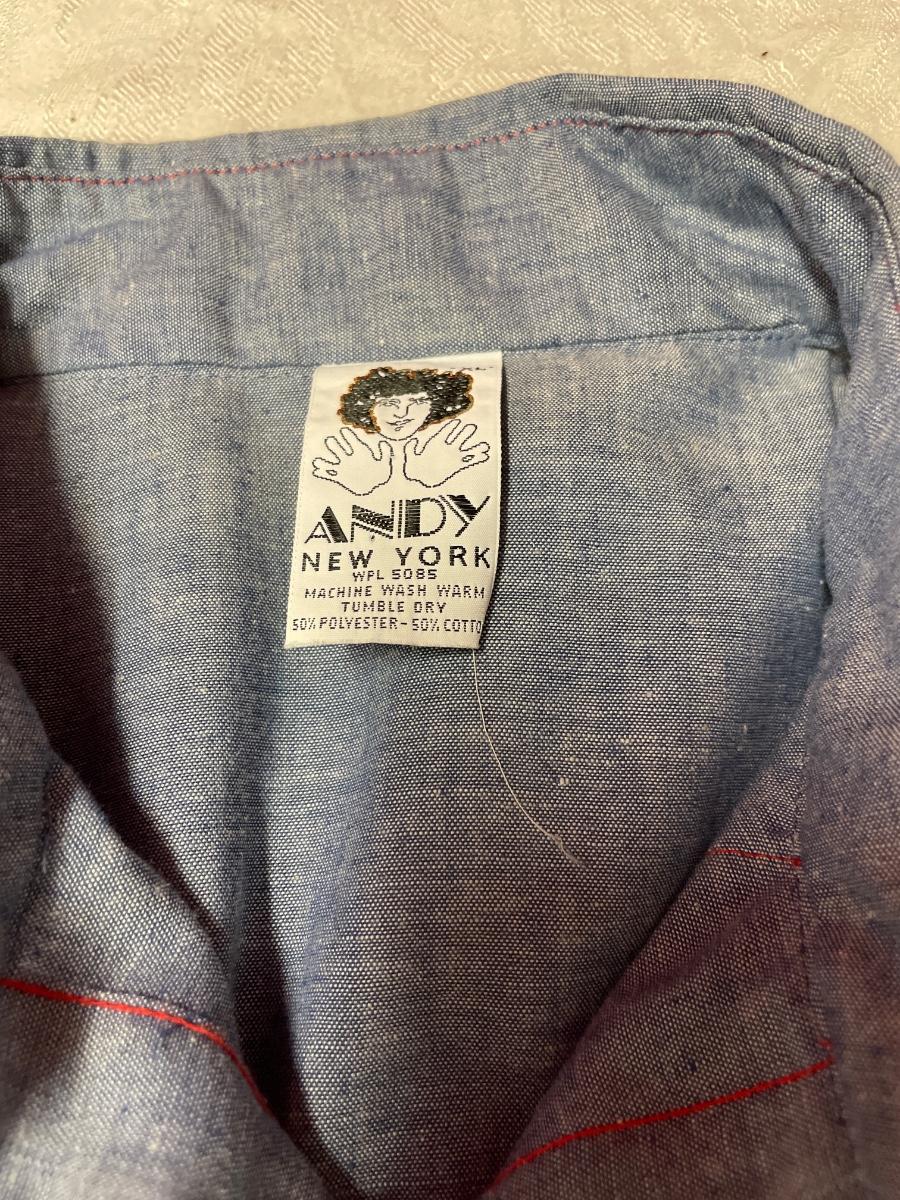 ANDY
NEW YORK
WPL 5085
MACHINE WASH WARM
TUMBLE DRY
50% POLYESTER-50% COTTO